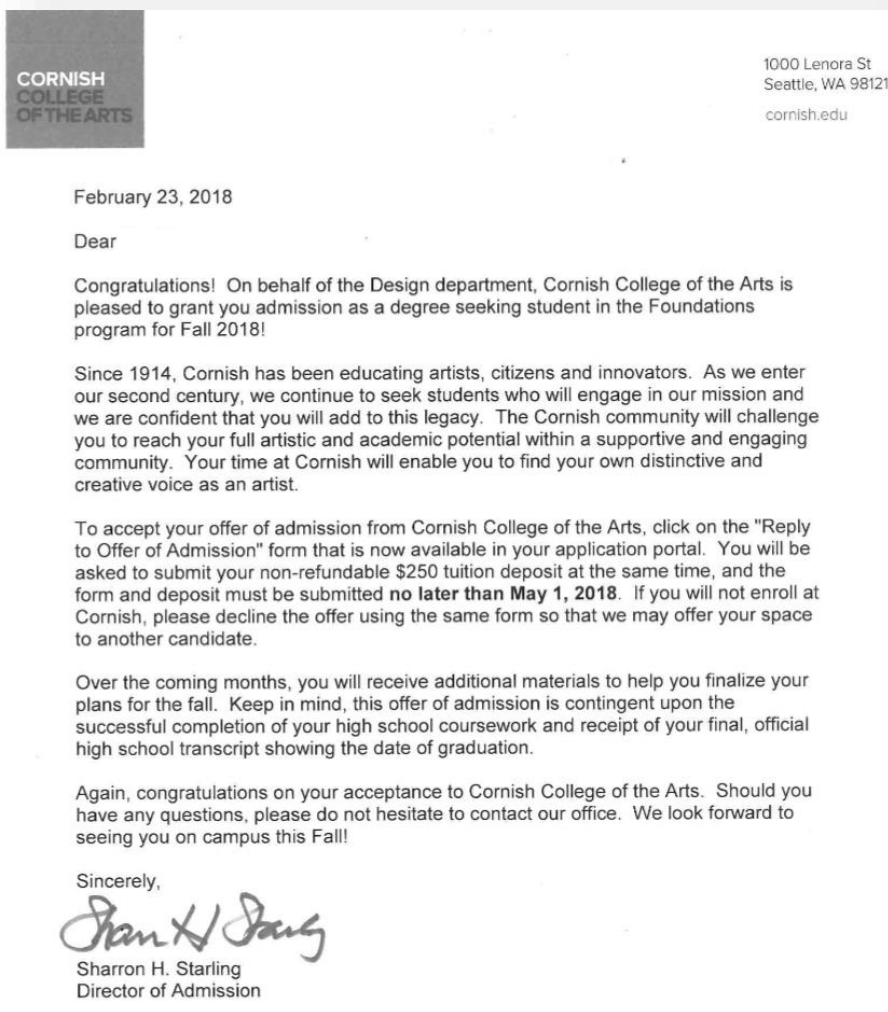 CORNISH
COLLEGE
OF THE ARTS
1000 Lenora St
Seattle, WA 98121
cornish.edu
February 23, 2018
Dear
Congratulations!  On behalf of the Design department, Cornish College of the Arts is
pleased to grant you admission as a degree seeking student in the Foundations
program for Fall 2018!
Since 1914, Cornish has been educating artists, citizens and innovators.  As we enter
our second century, we continue to seek students who will engage in our mission and
we are confident that you will add to this legacy.  The Cornish community will challenge
you to reach your full artistic and academic potential within a supportive and engaging
community.  Your time at Cornish will enable you to find your own distinctive and
creative voice as an artist.
To accept your offer of admission from Cornish College of the Arts, click on the "Reply
to Offer of Admission" form that is now available in your application portal.  You will be
asked to submit your non-refundable $250 tuition deposit at the same time, and the
form and deposit must be submitted no later than May 1, 2018.  If you will not enroll at
Cornish, please decline the offer using the same form so that we may offer your space
to another candidate.
Over the coming months, you will receive additional materials to help you finalize your
plans for the fall.  Keep in mind, this offer of admission is contingent upon the
successful completion of your high school coursework and receipt of your final, official
high school transcript showing the date of graduation.
Again, congratulations on your acceptance to Cornish College of the Arts.  Should you
have any questions, please do not hesitate to contact our office.  We look forward to
seeing you on campus this Fall!
Sincerely,
Sharron H. Starling
Director of Admission